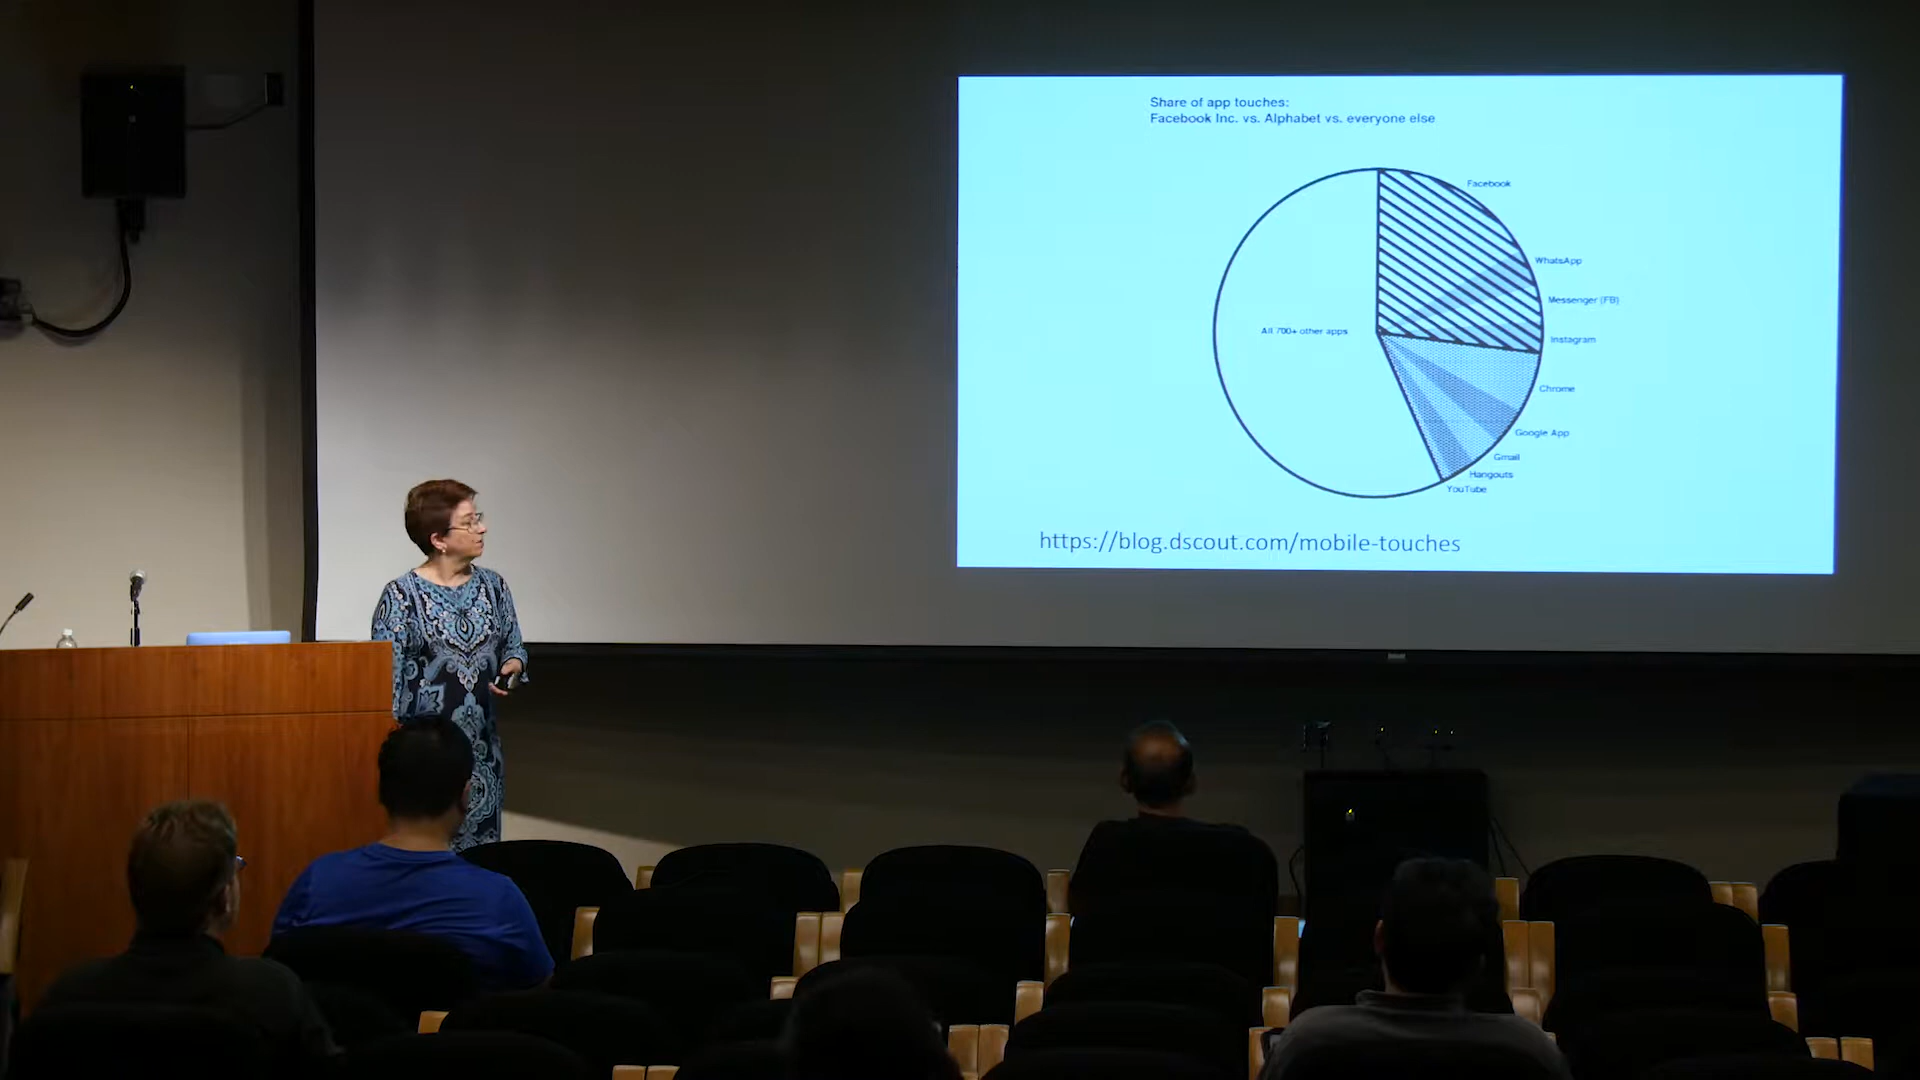 Share of app touches:
Facebook Inc. vs. Alphabet vs. everyone else
Facebook
WhatsApp
Messenger (FB)
All 700+ other apps
Instagram
Chrome
Google App
Gmail
Hangouts
YouTube
https://blog.dscout.com/mobile-touches